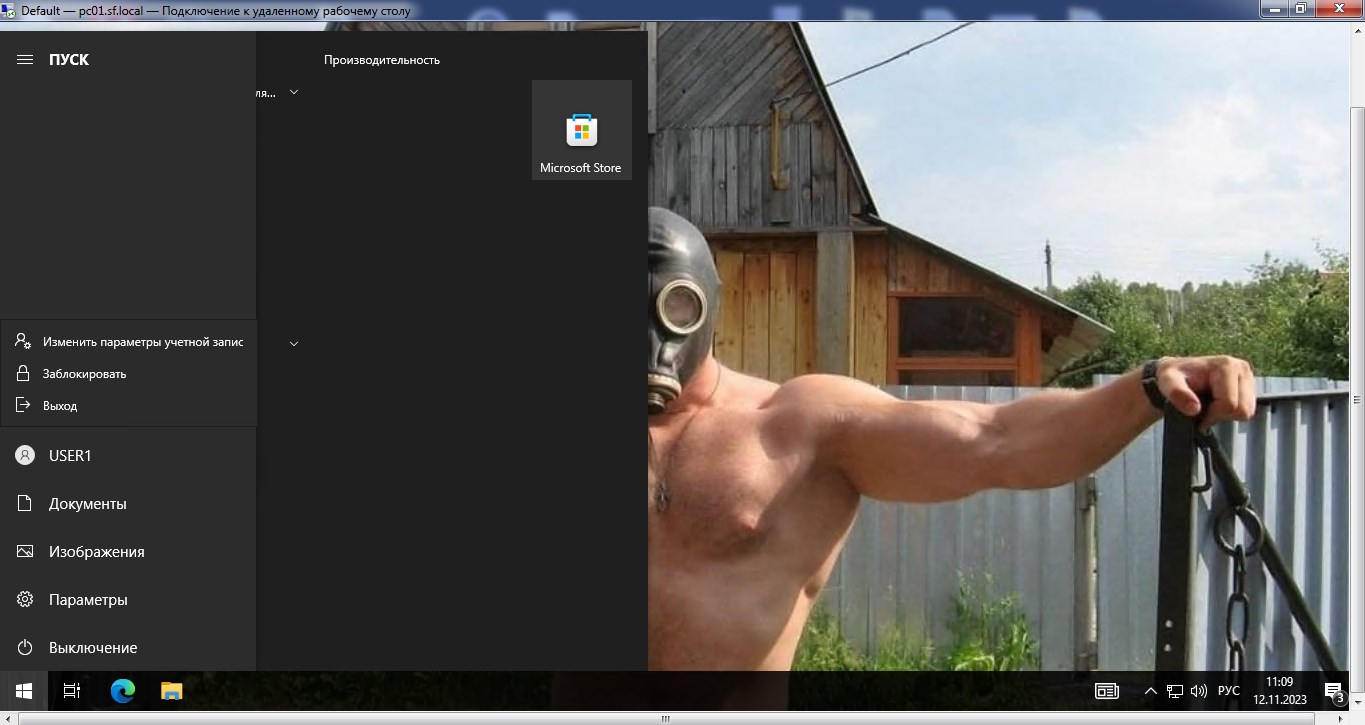 Default — pc01.sf.local — Подключение к удаленному рабочему столу
ПУСК
Производительность
ля...
Microsoft Store
Изменить параметры учетной запис
Заблокировать
Выход
USER1
Документы
Изображения
Параметры
Выключение
РУС
11:09
12.11.2023
3